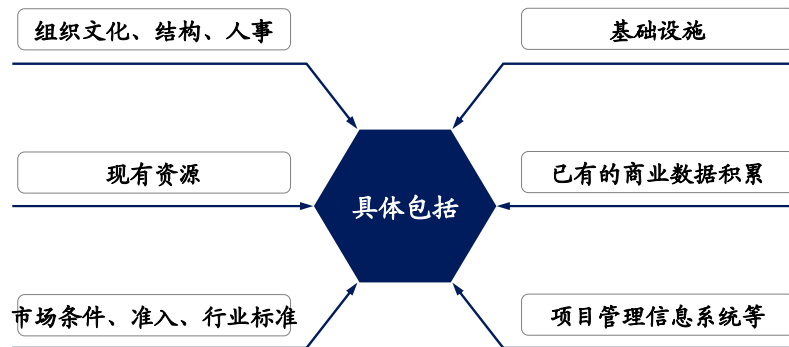 组织文化、结构、人事
基础设施
现有资源
已有的商业数据积累
具体包括
市场条件、准入、行业标准
项目管理信息系统等